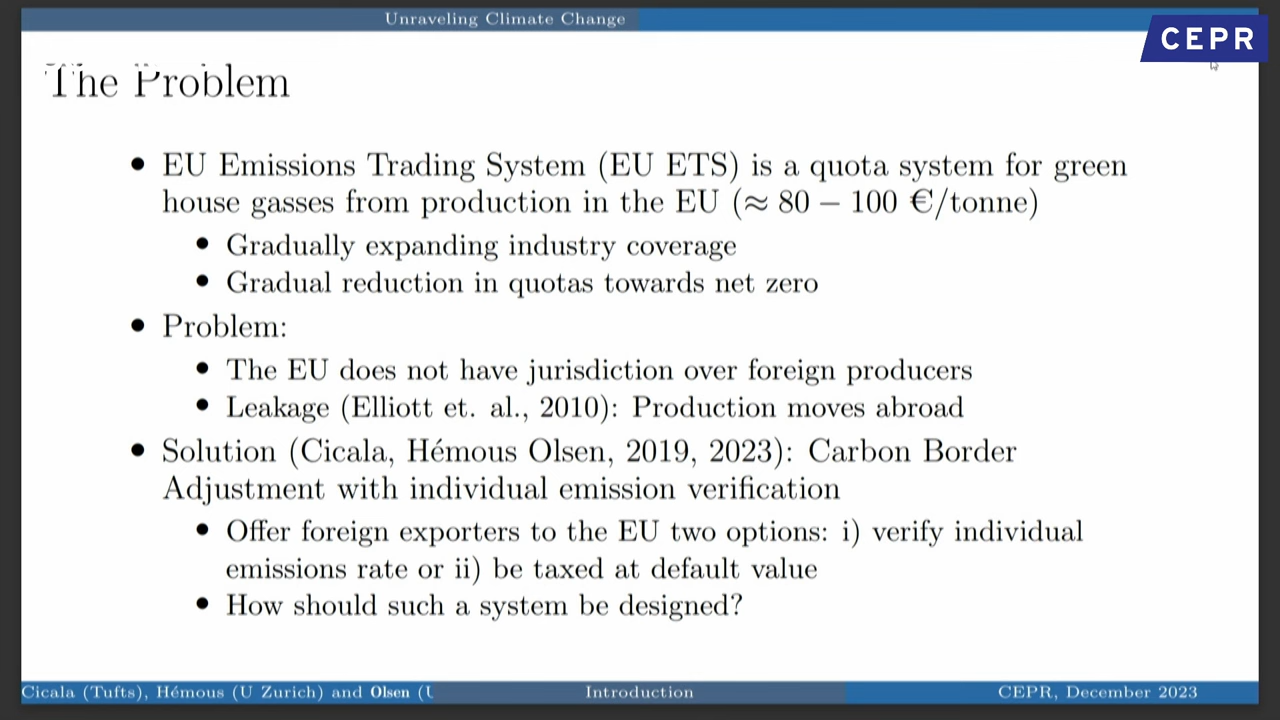 Unraveling Climate Change
CEPR
The Problem
• EU Emissions Trading System (EU ETS) is a quota system for green
house gasses from production in the EU (≈ 80 − 100 €/tonne)
• Gradually expanding industry coverage
• Gradual reduction in quotas towards net zero
• Problem:
• The EU does not have jurisdiction over foreign producers
• Leakage (Elliott et. al., 2010): Production moves abroad
• Solution (Cicala, Hémous Olsen, 2019, 2023): Carbon Border
Adjustment with individual emission verification
• Offer foreign exporters to the EU two options: i) verify individual
emissions rate or ii) be taxed at default value
• How should such a system be designed?
Cicala (Tufts), Hémous (U Zurich) and Olsen (U
Introduction
CEPR, December 2023